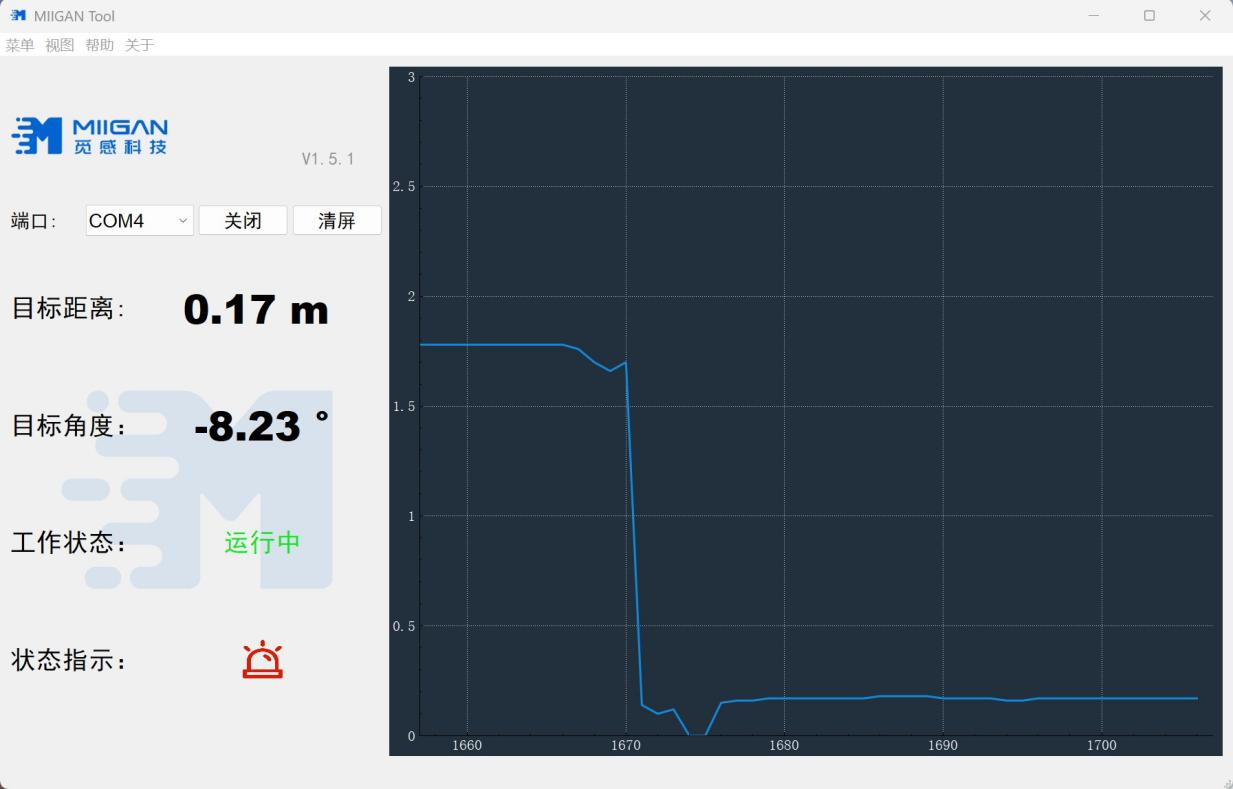 MIIGAN Tool
菜单 视图 帮助 关于
MIIGAN
觅感科技
V1.5.1
端口: COM4 关闭 清屏
目标距离: 0.17 m
目标角度: -8.23 °
工作状态: 运行中
状态指示:
3
2.5
2
1.5
1
0.5
0
1660 1670 1680 1690 1700